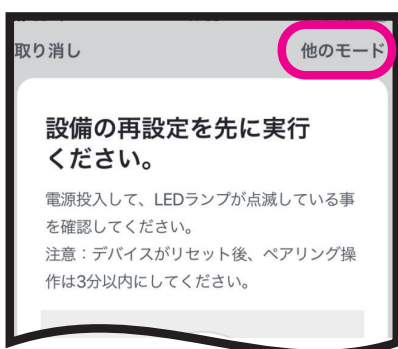 取り消し 他のモード
設備の再設定を先に実行
ください。
電源投入して、LEDランプが点滅している事
を確認してください。
注意：デバイスがリセット後、ペアリング操
作は3分以内にしてください。